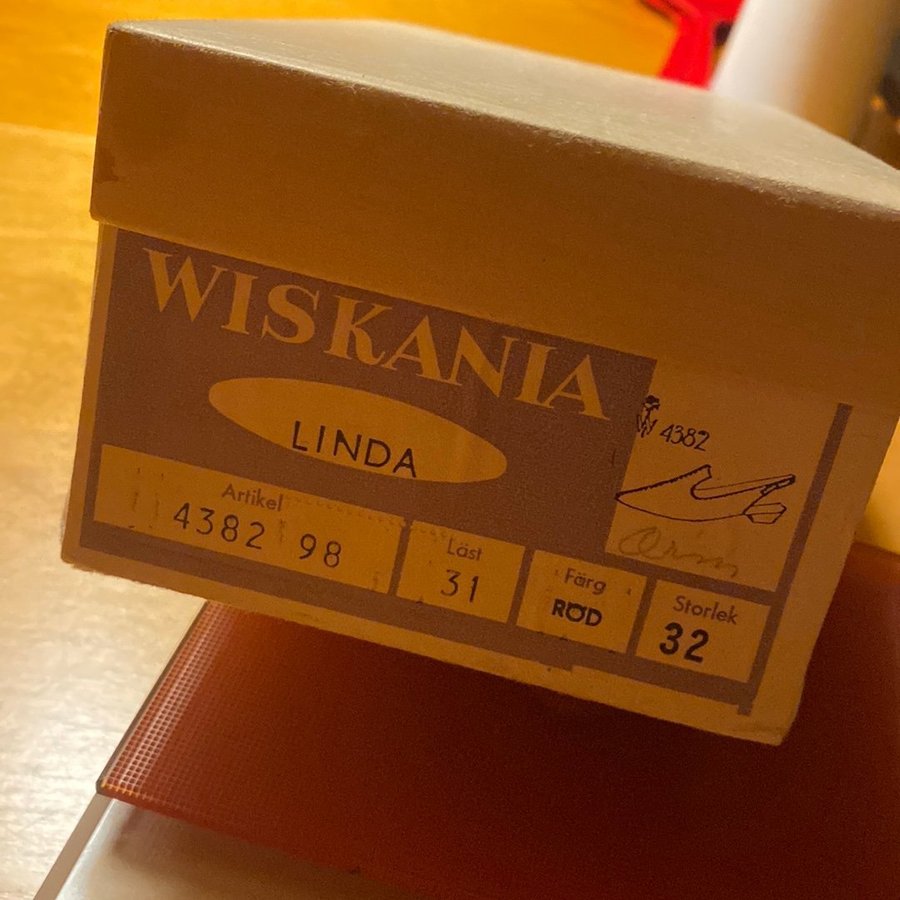 WISKANIA
LINDA
W 4382
Artikel
4382 98
Läst
31
Färg
RÖD
Storlek
32